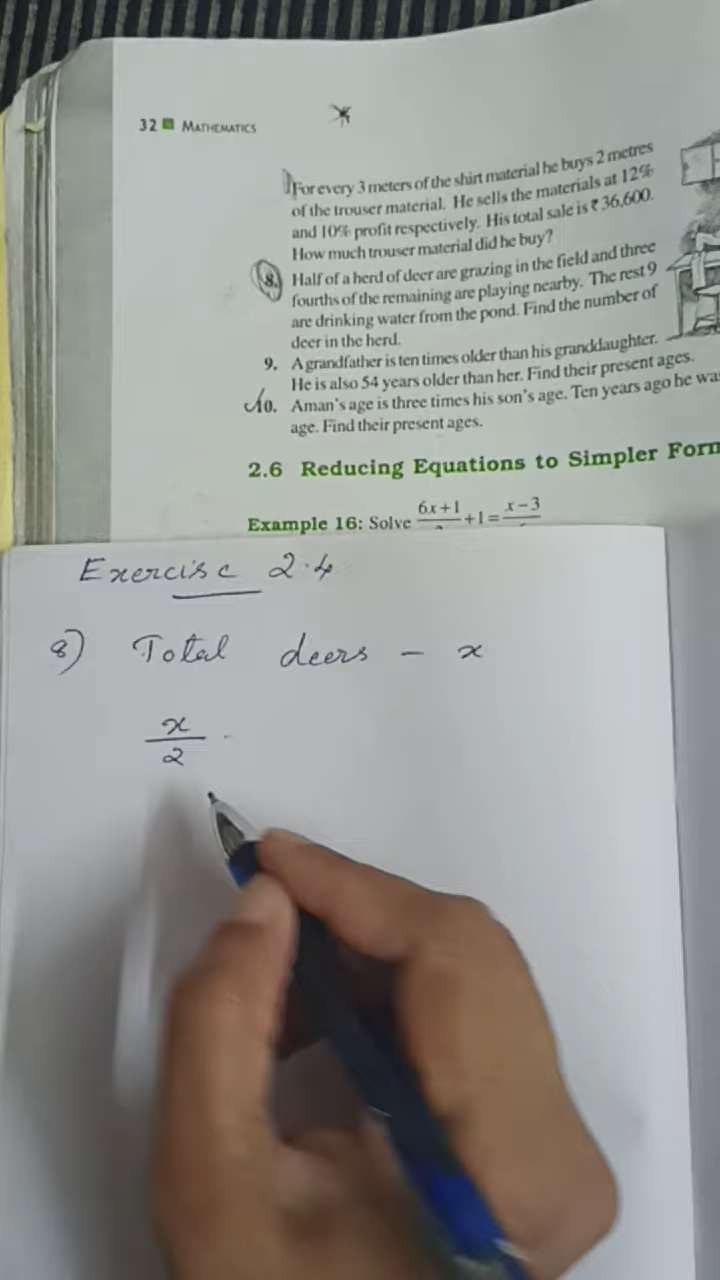 32 MATHEMATICS
For every 3 meters of the shirt material he buys 2 metres
of the trouser material. He sells the materials at 12%
and 10% profit respectively. His total sale is ₹ 36,600.
How much trouser material did he buy?
8. Half of a herd of deer are grazing in the field and three
fourths of the remaining are playing nearby. The rest 9
are drinking water from the pond. Find the number of
deer in the herd.
9. A grandfather is ten times older than his granddaughter.
He is also 54 years older than her. Find their present ages.
10. Aman's age is three times his son's age. Ten years ago he was
age. Find their present ages.
2.6 Reducing Equations to Simpler Form
Example 16: Solve 6x+1 +1= x-3
Exercise 2.4
8) Total deers - x
x
2